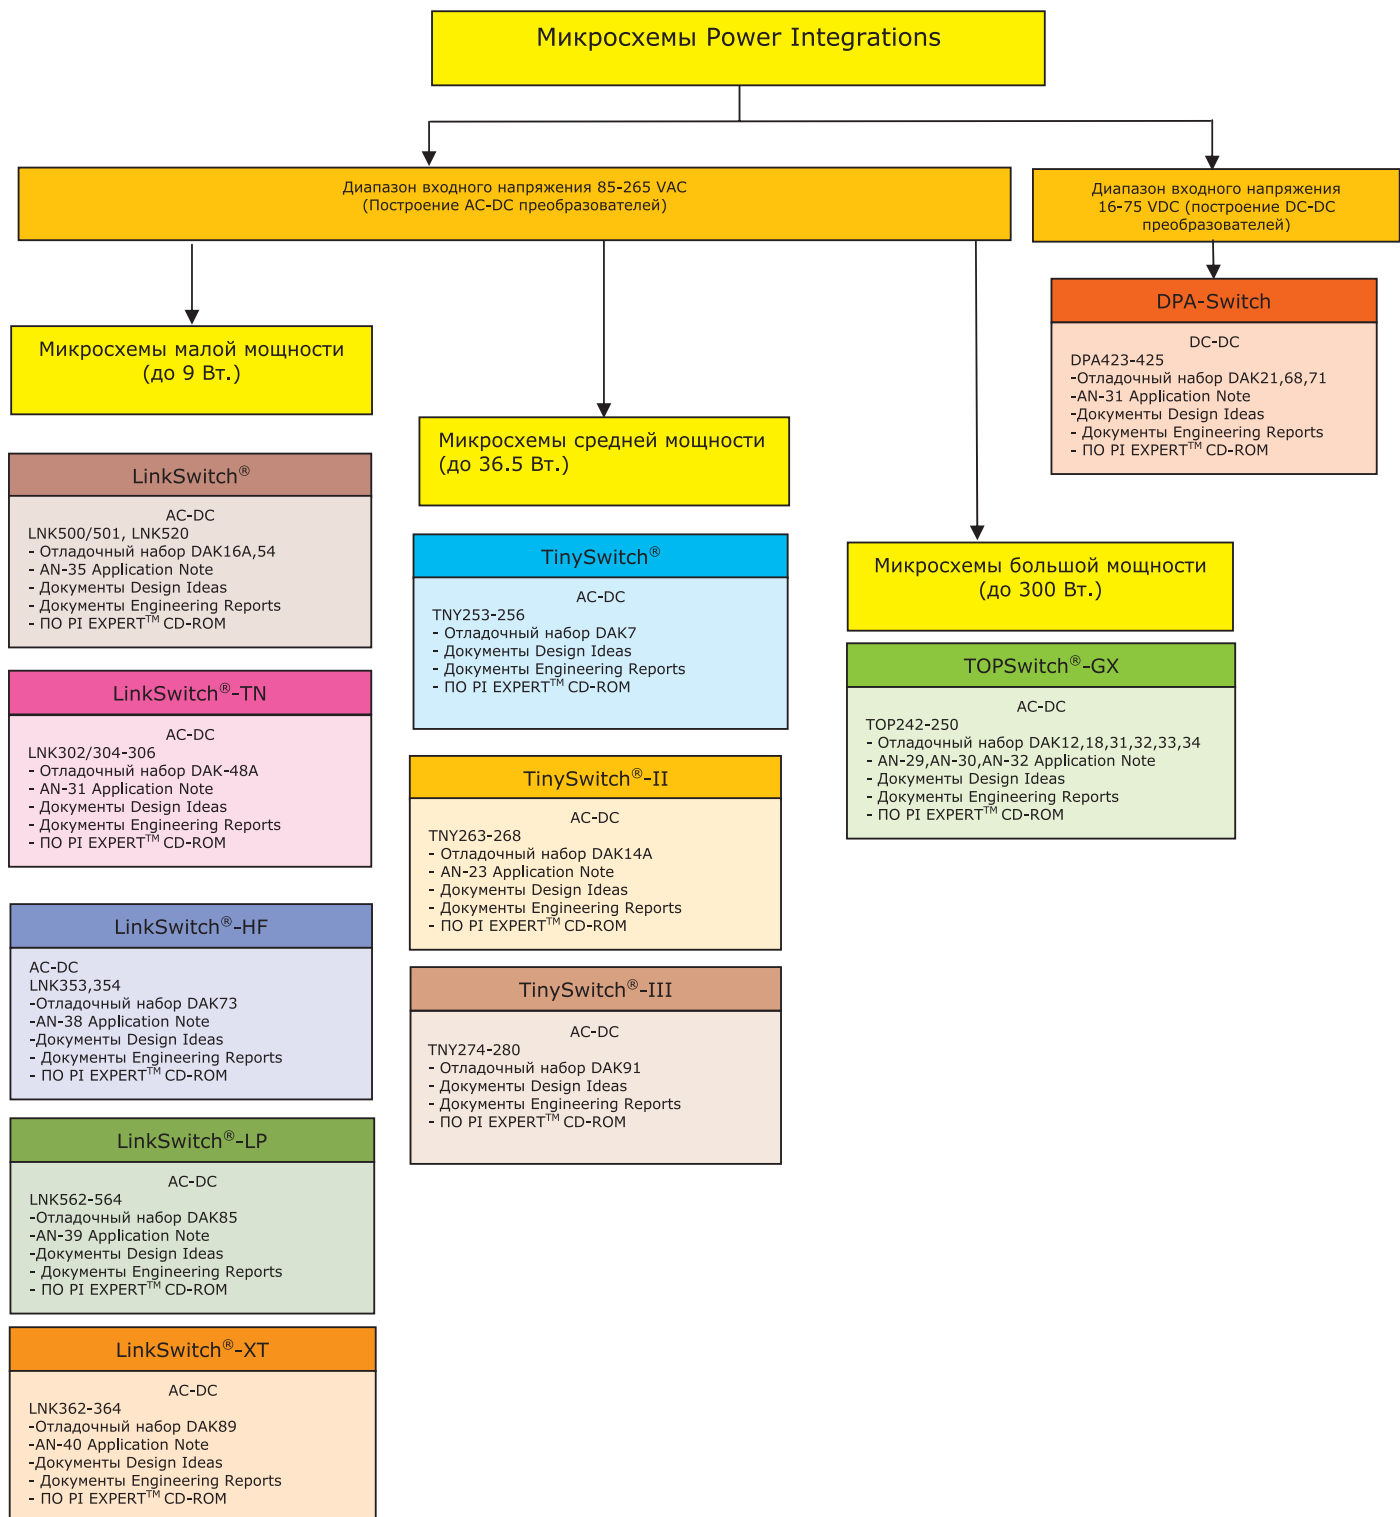 Микросхемы Power Integrations
Диапазон входного напряжения 85-265 VAC
(Построение AC-DC преобразователей)
Диапазон входного напряжения
16-75 VDC (построение DC-DC
преобразователей)
Микросхемы малой мощности
(до 9 Вт.)
LinkSwitch®
AC-DC
LNK500/501, LNK520
- Отладочный набор DAK16A,54
- AN-35 Application Note
- Документы Design Ideas
- Документы Engineering Reports
- ПО PI EXPERT™ CD-ROM
LinkSwitch®-TN
AC-DC
LNK302/304-306
- Отладочный набор DAK-48A
- AN-31 Application Note
- Документы Design Ideas
- Документы Engineering Reports
- ПО PI EXPERT™ CD-ROM
LinkSwitch®-HF
AC-DC
LNK353,354
-Отладочный набор DAK73
-AN-38 Application Note
-Документы Design Ideas
- Документы Engineering Reports
- ПО PI EXPERT™ CD-ROM
LinkSwitch®-LP
AC-DC
LNK562-564
-Отладочный набор DAK85
-AN-39 Application Note
-Документы Design Ideas
- Документы Engineering Reports
- ПО PI EXPERT™ CD-ROM
LinkSwitch®-XT
AC-DC
LNK362-364
-Отладочный набор DAK89
-AN-40 Application Note
-Документы Design Ideas
- Документы Engineering Reports
- ПО PI EXPERT™ CD-ROM
Микросхемы средней мощности
(до 36.5 Вт.)
TinySwitch®
AC-DC
TNY253-256
- Отладочный набор DAK7
- Документы Design Ideas
- Документы Engineering Reports
- ПО PI EXPERT™ CD-ROM
TinySwitch®-II
AC-DC
TNY263-268
- Отладочный набор DAK14A
- AN-23 Application Note
- Документы Design Ideas
- Документы Engineering Reports
- ПО PI EXPERT™ CD-ROM
TinySwitch®-III
AC-DC
TNY274-280
- Отладочный набор DAK91
- Документы Design Ideas
- Документы Engineering Reports
- ПО PI EXPERT™ CD-ROM
Микросхемы большой мощности
(до 300 Вт.)
TOPSwitch®-GX
AC-DC
TOP242-250
- Отладочный набор DAK12,18,31,32,33,34
- AN-29,AN-30,AN-32 Application Note
- Документы Design Ideas
- Документы Engineering Reports
- ПО PI EXPERT™ CD-ROM
DPA-Switch
DC-DC
DPA423-425
-Отладочный набор DAK21,68,71
-AN-31 Application Note
-Документы Design Ideas
- Документы Engineering Reports
- ПО PI EXPERT™ CD-ROM